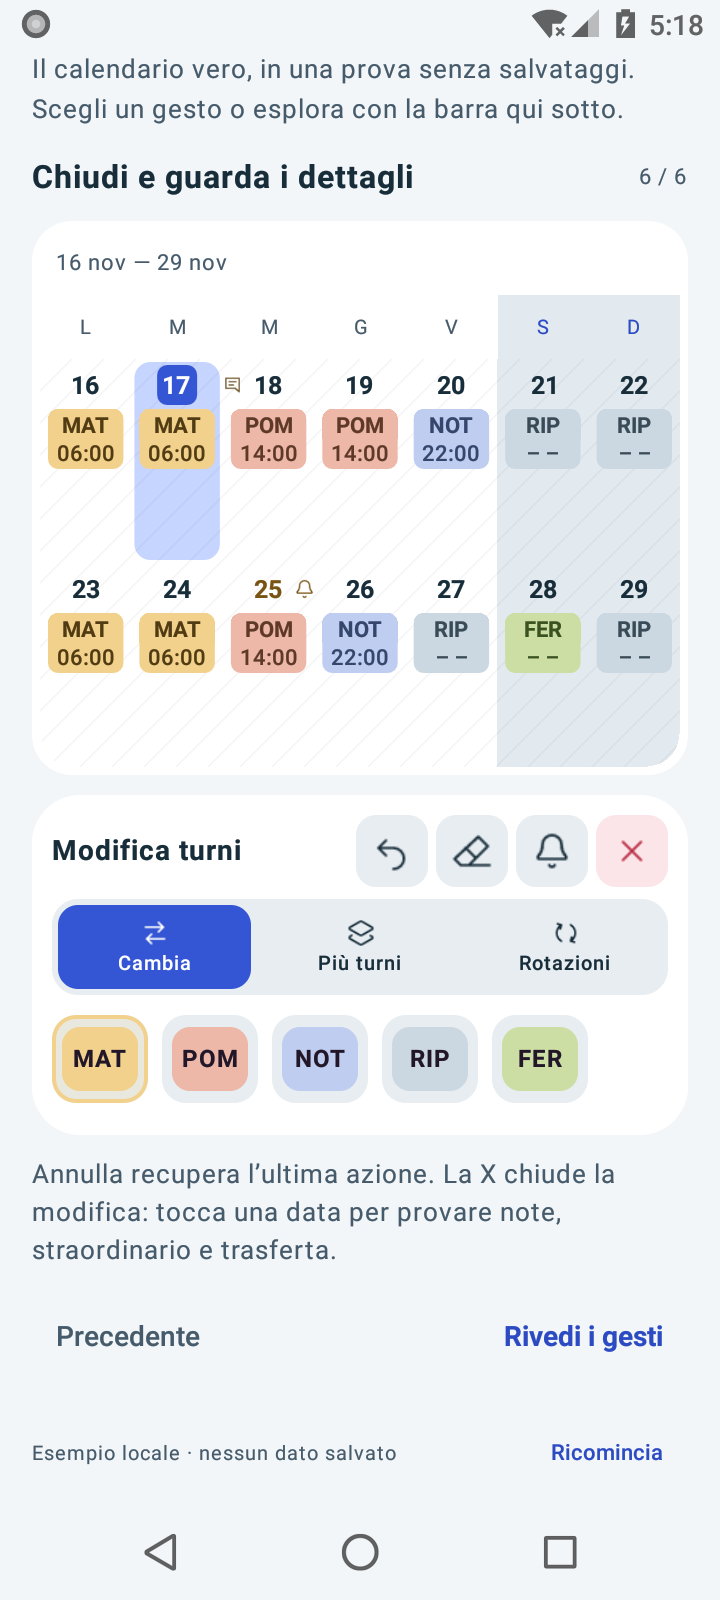 5:18
Il calendario vero, in una prova senza salvataggi.
Scegli un gesto o esplora con la barra qui sotto.
Chiudi e guarda i dettagli
6 / 6
16 nov — 29 nov
L M M G V S D
16 17 18 19 20 21 22
MAT MAT POM POM NOT RIP RIP
06:00 06:00 14:00 14:00 22:00 – – – –
23 24 25 26 27 28 29
MAT MAT POM NOT RIP FER RIP
06:00 06:00 14:00 22:00 – – – – – –
Modifica turni
Cambia Più turni Rotazioni
MAT POM NOT RIP FER
Annulla recupera l’ultima azione. La X chiude la
modifica: tocca una data per provare note,
straordinario e trasferta.
Precedente Rivedi i gesti
Esempio locale · nessun dato salvato Ricomincia